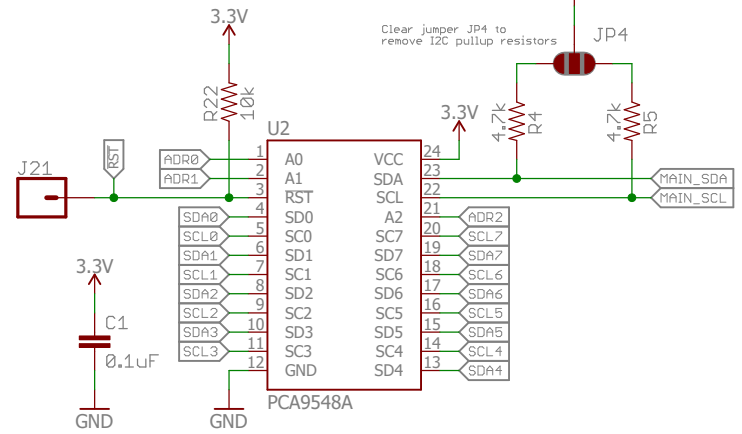 3.3V
Clear jumper JP4 to
remove I2C pullup resistors
JP4
R22
10k
4.7k
R4
4.7k
R5
3.3V
U2
J21
RST
ADR0
1
A0
VCC
24
ADR1
2
A1
SDA
23
MAIN_SDA
3
RST
SCL
22
MAIN_SCL
SDA0
4
SD0
A2
21
ADR2
SCL0
5
SC0
SC7
20
SCL7
SDA1
6
SD1
SD7
19
SDA7
SCL1
7
SC1
SC6
18
SCL6
SDA2
8
SD2
SD6
17
SDA6
SCL2
9
SC2
SC5
16
SCL5
SDA3
10
SD3
SD5
15
SDA5
SCL3
11
SC3
SC4
14
SCL4
12
GND
SD4
13
SDA4
PCA9548A
3.3V
C1
0.1uF
GND
GND